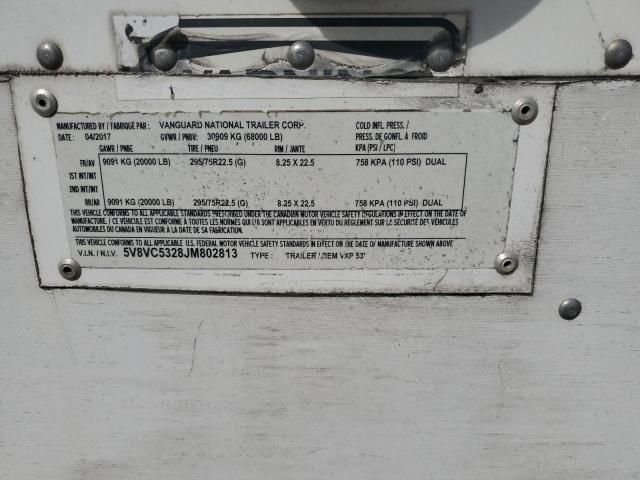 MANUFACTURED BY / FABRIQUÉ PAR : VANGUARD NATIONAL TRAILER CORP.
DATE: 04/2017 GVWR / PNBV: 30909 KG (68000 LB)
COLD INFL. PRESS. /
PRESS. DE GONFL. À FROID
KPA (PSI / LPC)
GAWR / PNBE TIRE / PNEU RIM / JANTE
FR/AV 9091 KG (20000 LB) 295/75R22.5 (G) 8.25 X 22.5 758 KPA (110 PSI) DUAL
1ST INT/INT
2ND INT/INT
RR/AR 9091 KG (20000 LB) 295/75R22.5 (G) 8.25 X 22.5 758 KPA (110 PSI) DUAL
THIS VEHICLE CONFORMS TO ALL APPLICABLE STANDARDS PRESCRIBED UNDER THE CANADIAN MOTOR VEHICLE SAFETY REGULATIONS IN EFFECT ON THE DATE OF
MANUFACTURE. / CE VÉHICULE EST CONFORME À TOUTES LES NORMES QUI LUI SONT APPLICABLES EN VERTU DU RÈGLEMENT SUR LA SÉCURITÉ DES VÉHICULES
AUTOMOBILES DU CANADA EN VIGUEUR À LA DATE DE SA FABRICATION.
THIS VEHICLE CONFORMS TO ALL APPLICABLE U.S. FEDERAL MOTOR VEHICLE SAFETY STANDARDS IN EFFECT ON THE DATE OF MANUFACTURE SHOWN ABOVE
V.I.N. / N.I.V. 5V8VC5328JM802813 TYPE : TRAILER / REM VXP 53'